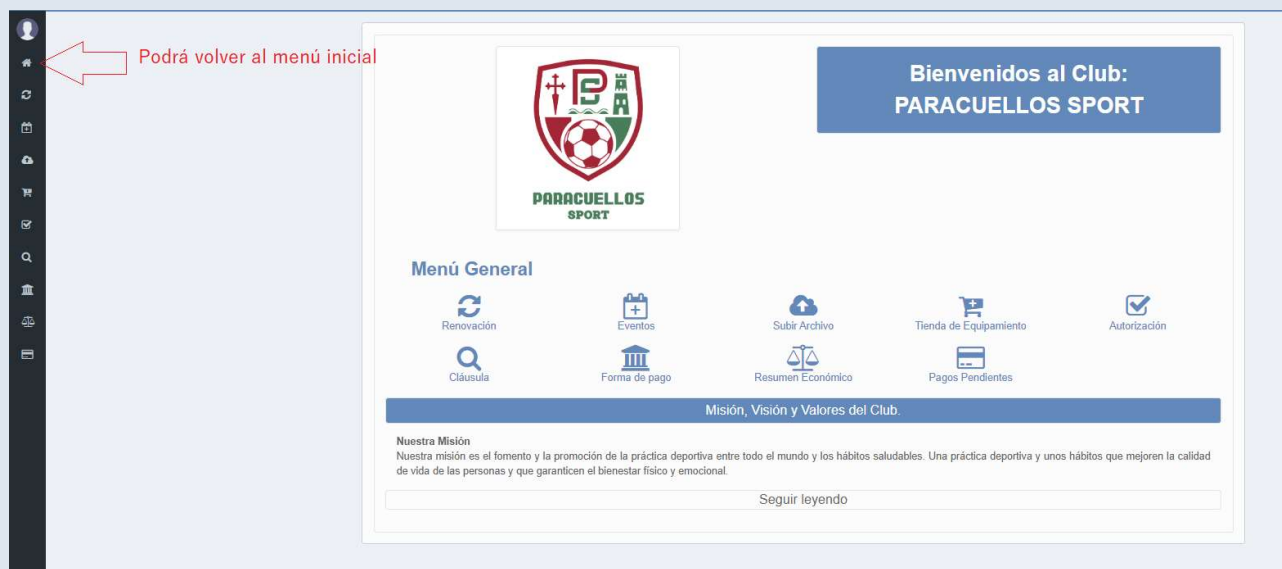 Podrá volver al menú inicial
Bienvenidos al Club:
PARACUELLOS SPORT
PS
PARACUELLOS
SPORT
Menú General
Renovación
Eventos
Subir Archivo
Tienda de Equipamiento
Autorización
Cláusula
Forma de pago
Resumen Económico
Pagos Pendientes
Misión, Visión y Valores del Club.
Nuestra Misión
Nuestra misión es el fomento y la promoción de la práctica deportiva entre todo el mundo y los hábitos saludables. Una práctica deportiva y unos hábitos que mejoren la calidad
de vida de las personas y que garanticen el bienestar físico y emocional.
Seguir leyendo